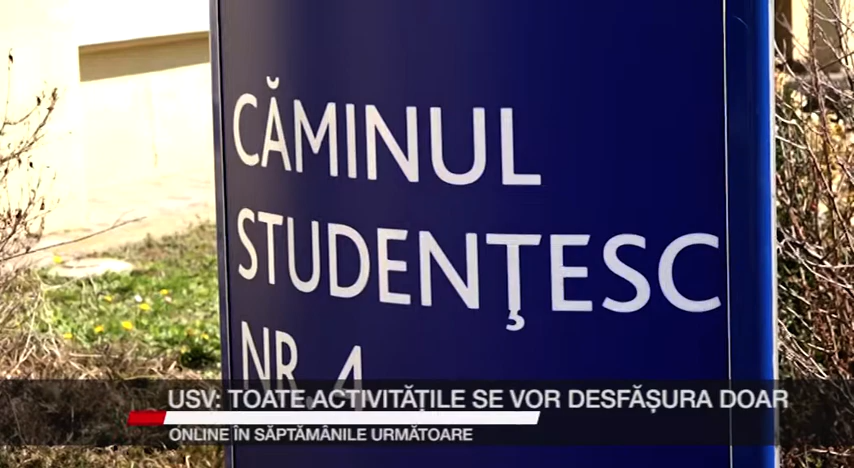 CĂMINUL
STUDENŢESC
NR. 4
USV: TOATE ACTIVITĂȚILE SE VOR DESFĂȘURA DOAR
ONLINE ÎN SĂPTĂMÂNILE URMĂTOARE